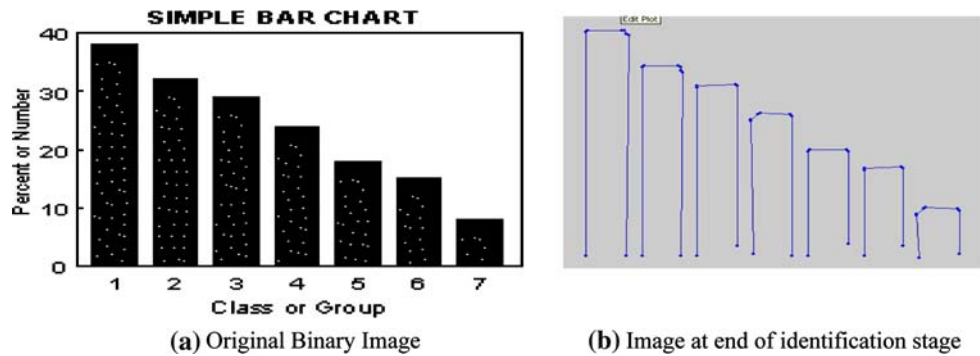 SIMPLE BAR CHART
40
30
20
10
0
Percent or Number
1 2 3 4 5 6 7
Class or Group
(a) Original Binary Image
Edit Plot
(b) Image at end of identification stage